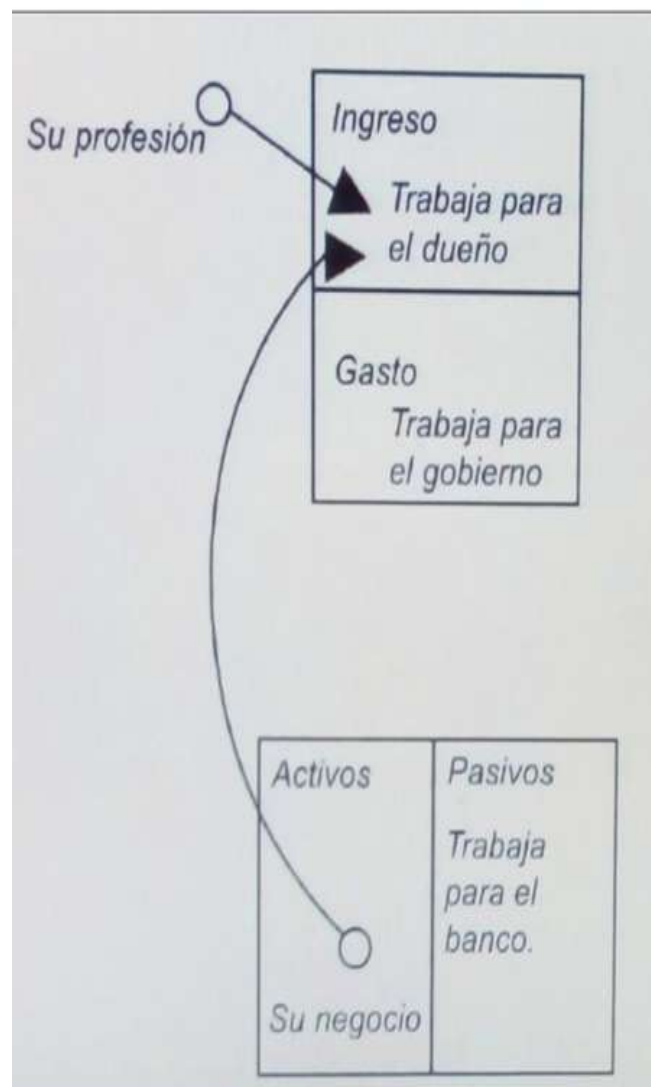 Su profesión
Ingreso
Trabaja para
el dueño
Gasto
Trabaja para
el gobierno
Activos
Su negocio
Pasivos
Trabaja
para el
banco.